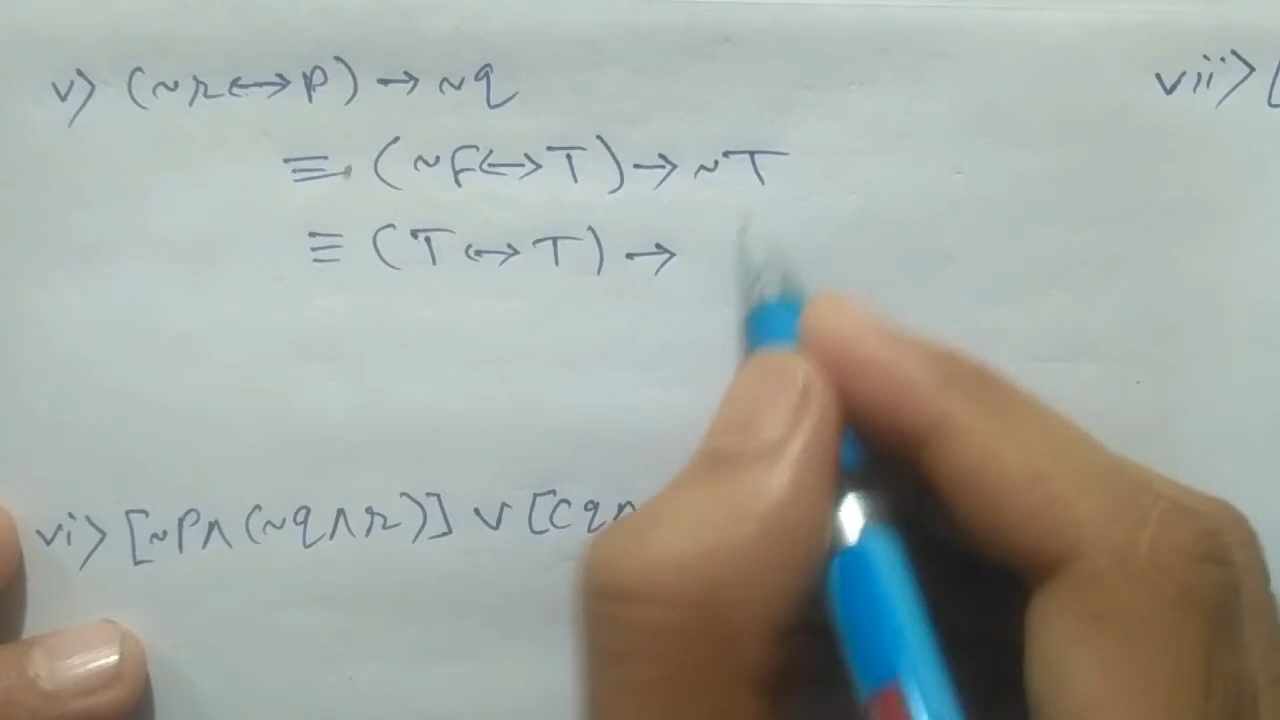 v) (~r↔p)→~q
≡ (~F↔T)→~T
≡ (T↔T)→
vi) [~p∧(~q∧r)]∨[(q∧
vii) [